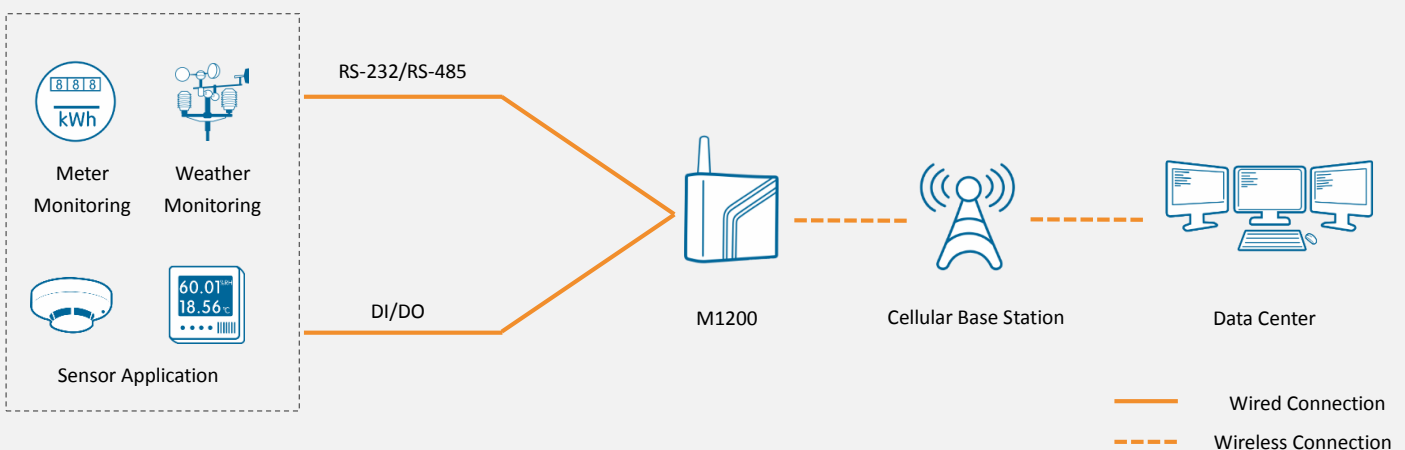 RS-232/RS-485
888
kWh
Meter
Monitoring
Weather
Monitoring
60.01%RH
18.56℃
Sensor Application
DI/DO
M1200
Cellular Base Station
Data Center
Wired Connection
Wireless Connection